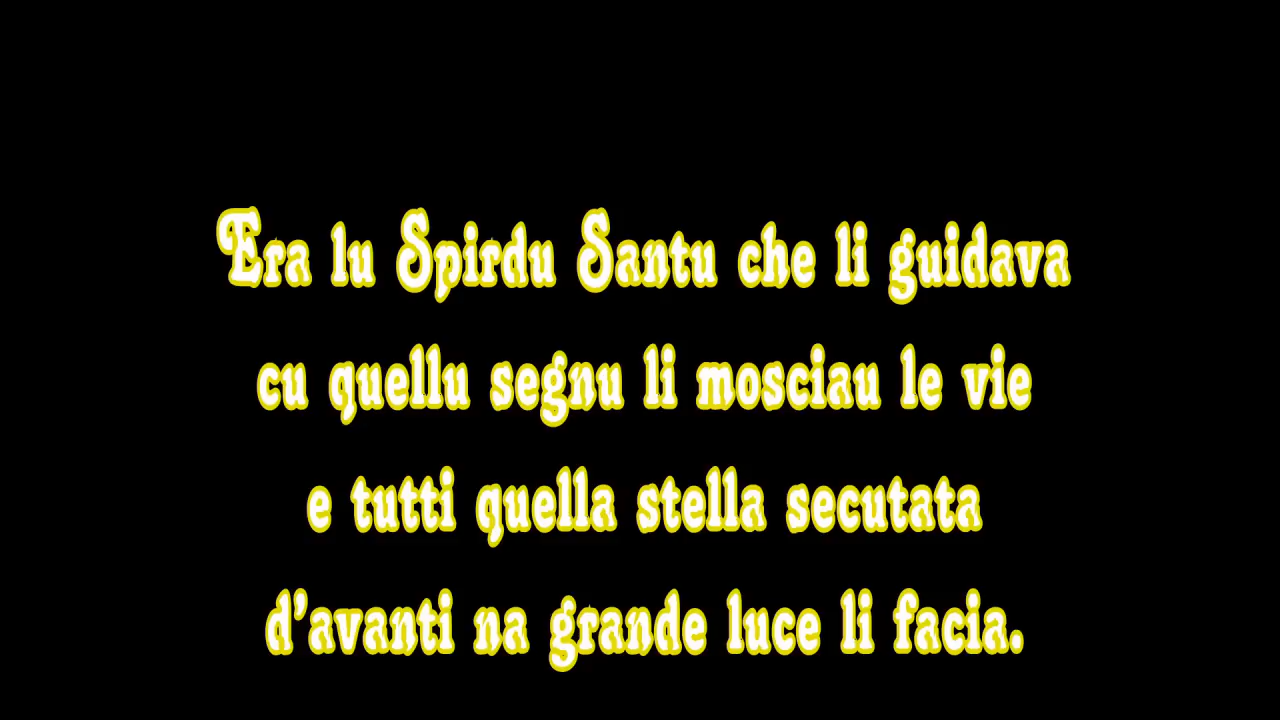 Era lu Spirdu Santu che li guidava
cu quellu segnu li mosciau le vie
e tutti quella stella secutata
d'avanti na grande luce li facia.